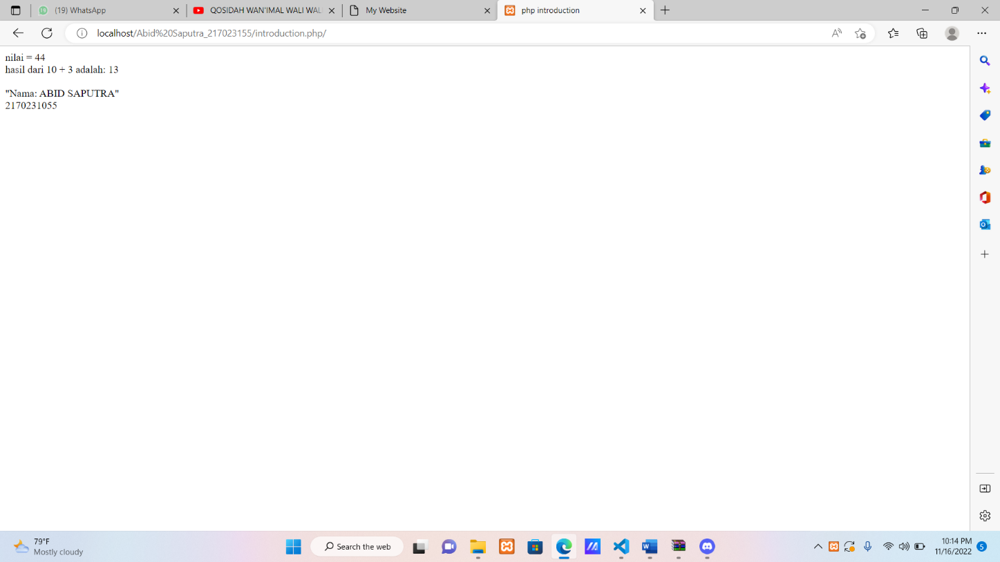 (19) WhatsApp
QOSIDAH WAN'IMAL WALI WAL
My Website
php introduction
localhost/Abid%20Saputra_217023155/introduction.php/
nilai = 44
hasil dari 10 + 3 adalah: 13
"Nama: ABID SAPUTRA"
2170231055
79°F
Mostly cloudy
Search the web
10:14 PM
11/16/2022
5